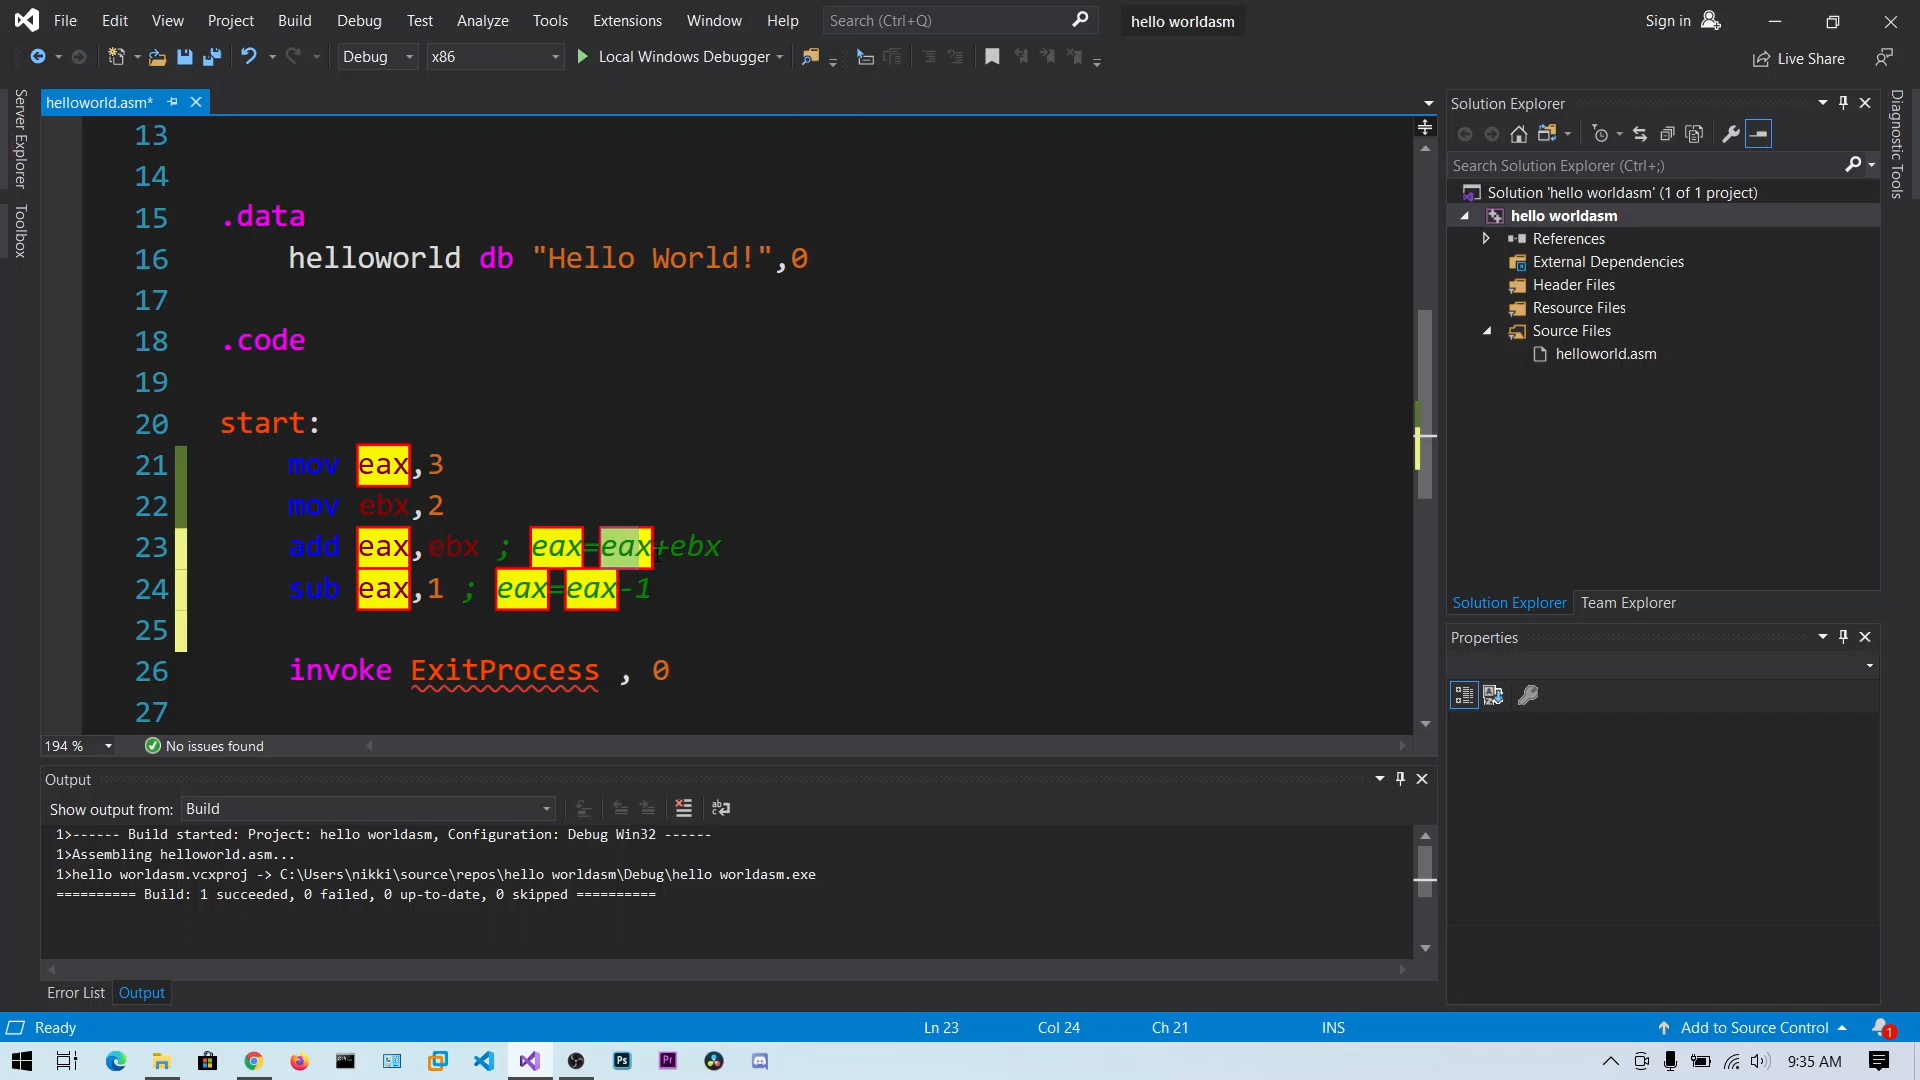 File Edit View Project Build Debug Test Analyze Tools Extensions Window Help Search (Ctrl+Q) hello worldasm Sign in
Debug x86 Local Windows Debugger Live Share
Server Explorer
Toolbox
helloworld.asm*
13
14
15 .data
16 helloworld db "Hello World!",0
17
18 .code
19
20 start:
21 mov eax,3
22 mov ebx,2
23 add eax,ebx ; eax=eax+ebx
24 sub eax,1 ; eax=eax-1
25
26 invoke ExitProcess , 0
27
194 % No issues found
Output
Show output from: Build
1>------ Build started: Project: hello worldasm, Configuration: Debug Win32 ------
1>Assembling helloworld.asm...
1>hello worldasm.vcxproj -> C:\Users\nikki\source\repos\hello worldasm\Debug\hello worldasm.exe
========== Build: 1 succeeded, 0 failed, 0 up-to-date, 0 skipped ==========
Error List Output
Solution Explorer
Search Solution Explorer (Ctrl+;)
Solution 'hello worldasm' (1 of 1 project)
hello worldasm
References
External Dependencies
Header Files
Resource Files
Source Files
helloworld.asm
Solution Explorer Team Explorer
Properties
Diagnostic Tools
Ready Ln 23 Col 24 Ch 21 INS Add to Source Control 1
Ps Pr 9:35 AM